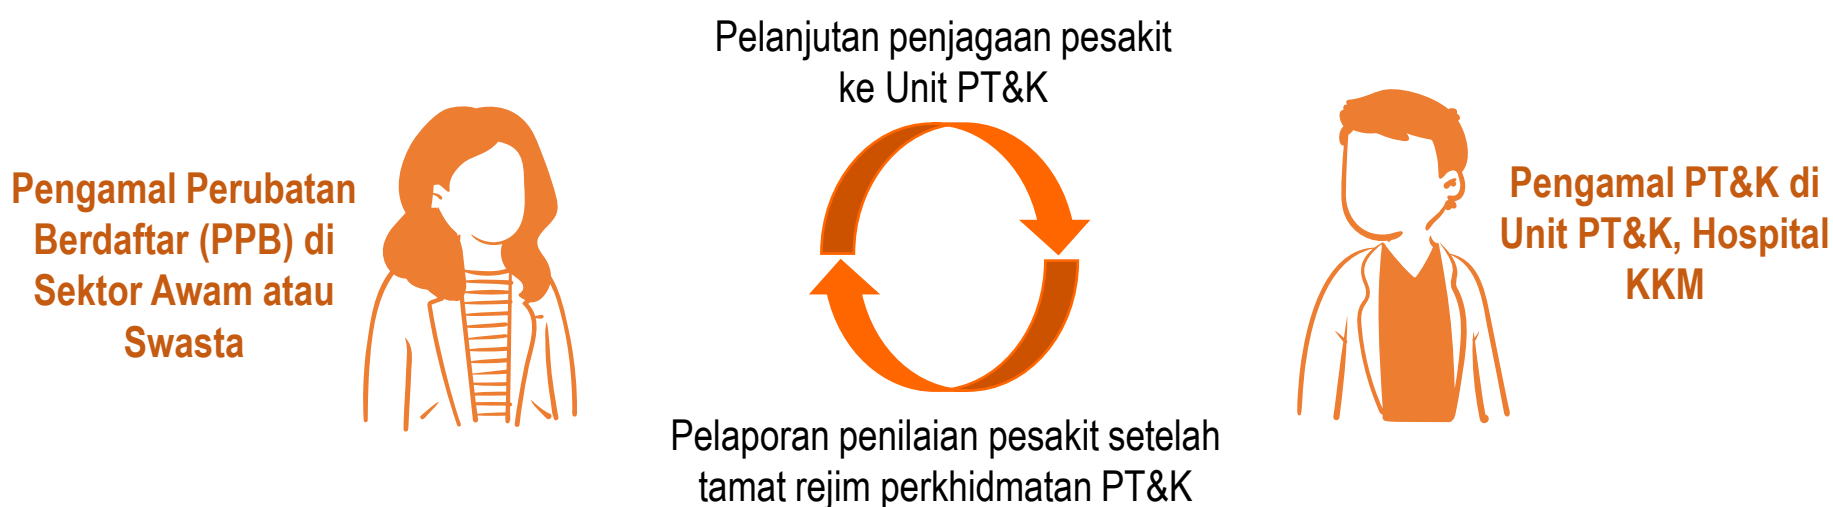 Pelanjutan penjagaan pesakit
ke Unit PT&K
Pengamal Perubatan
Berdaftar (PPB) di
Sektor Awam atau
Swasta
Pengamal PT&K di
Unit PT&K, Hospital
KKM
Pelaporan penilaian pesakit setelah
tamat rejim perkhidmatan PT&K